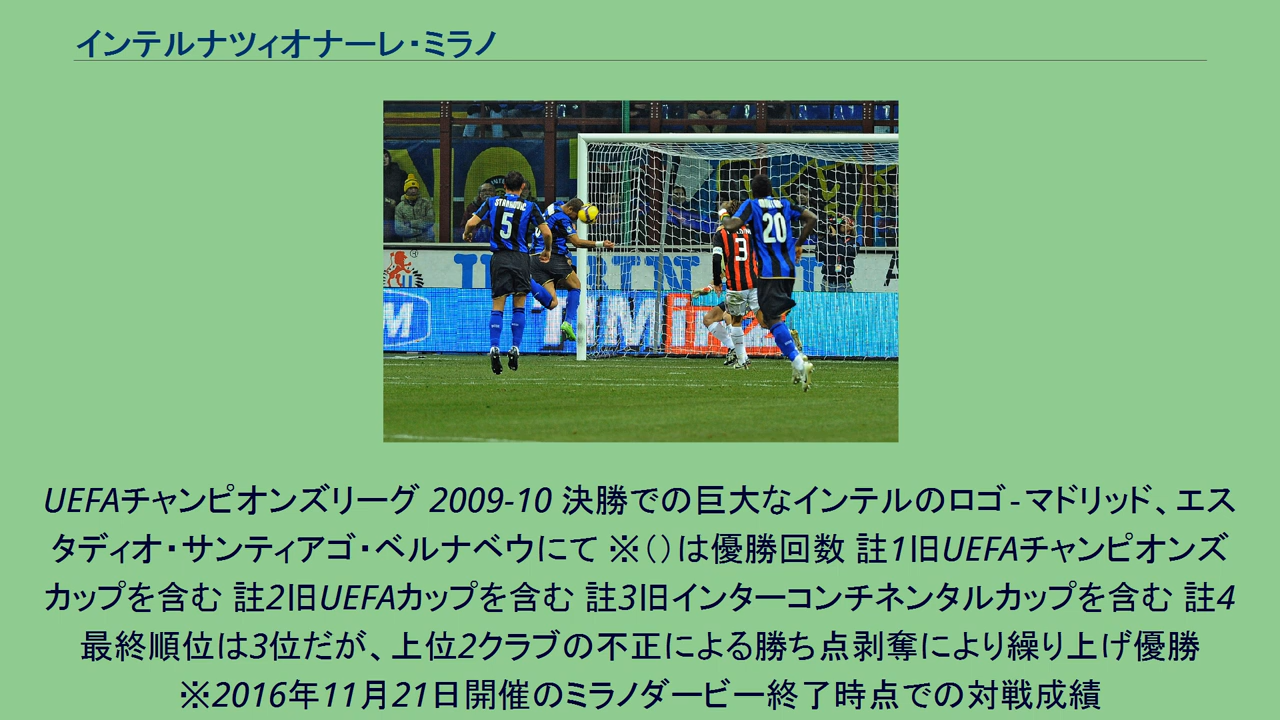 インテルナツィオナーレ・ミラノ
STANKOVIC
5
20
3
TIM
UEFAチャンピオンズリーグ 2009-10 決勝での巨大なインテルのロゴ - マドリッド、エス
タディオ・サンティアゴ・ベルナベウにて ※（）は優勝回数 註1旧UEFAチャンピオンズ
カップを含む 註2旧UEFAカップを含む 註3旧インターコンチネンタルカップを含む 註4
最終順位は3位だが、上位2クラブの不正による勝ち点剥奪により繰り上げ優勝
※2016年11月21日開催のミラノダービー終了時点での対戦成績